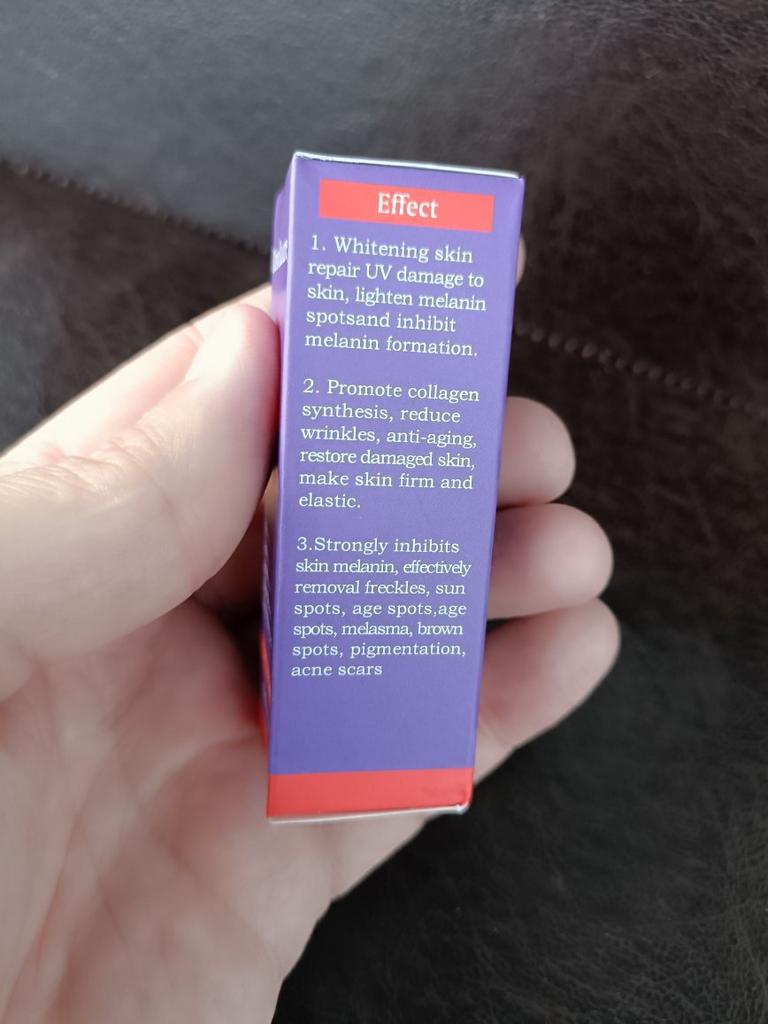 Effect
1. Whitening skin
repair UV damage to
skin, lighten melanin
spotsand inhibit
melanin formation.
2. Promote collagen
synthesis, reduce
wrinkles, anti-aging,
restore damaged skin,
make skin firm and
elastic.
3.Strongly inhibits
skin melanin, effectively
removal freckles, sun
spots, age spots,age
spots, melasma, brown
spots, pigmentation,
acne scars